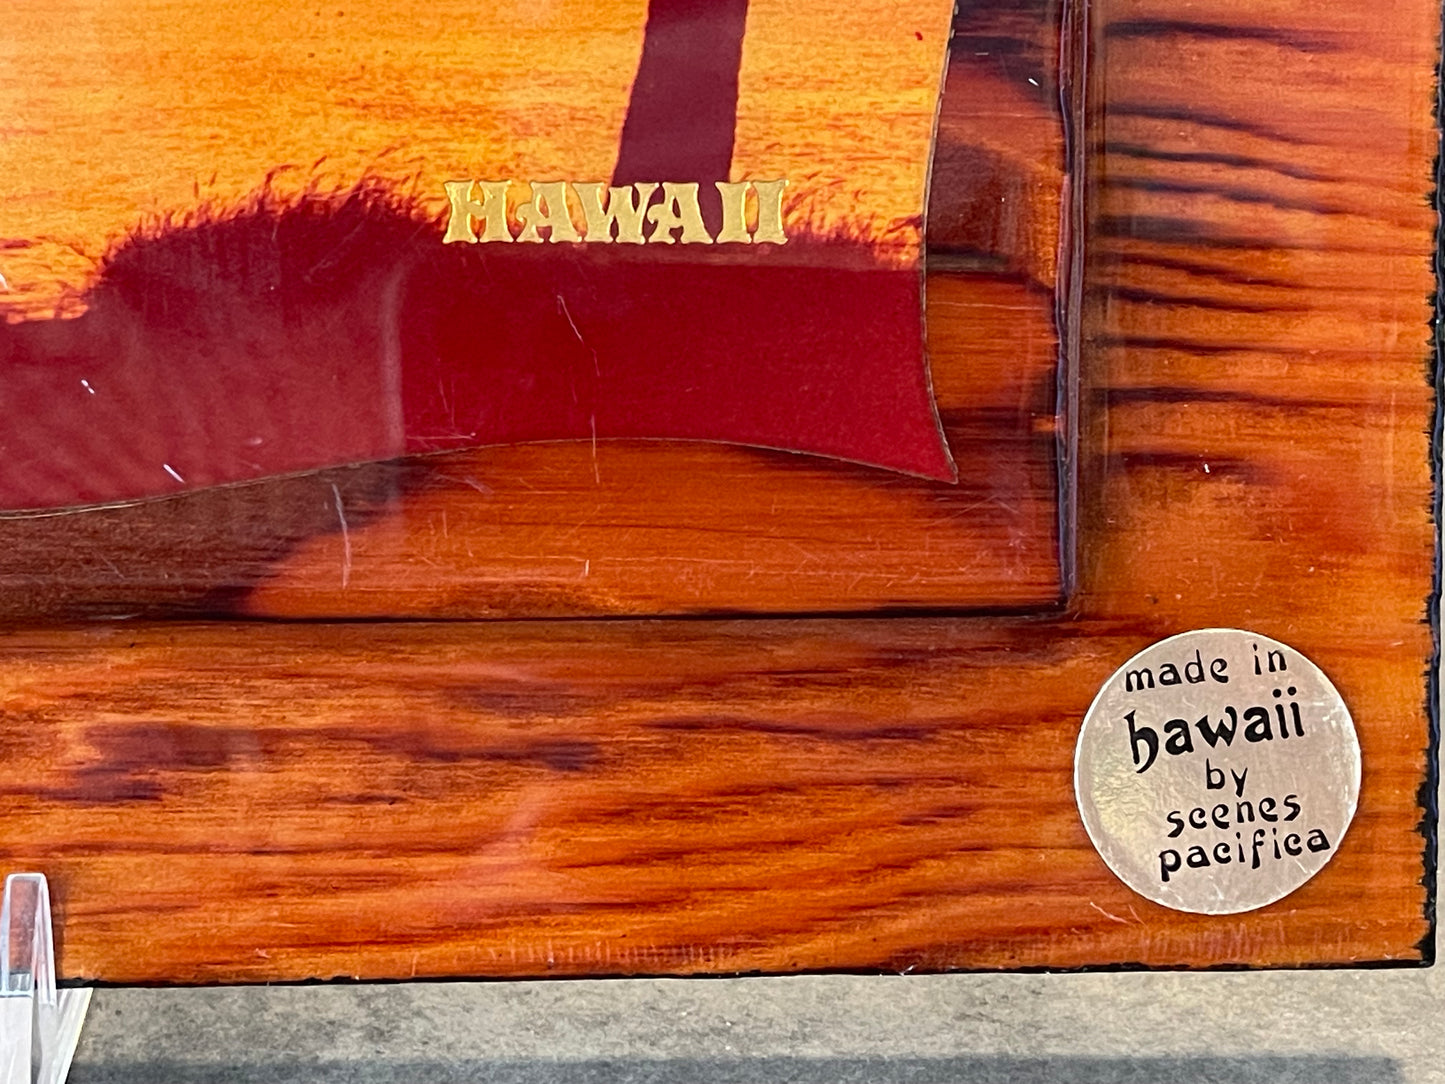 HAWAII
made in
hawaii
by
scenes
pacifica